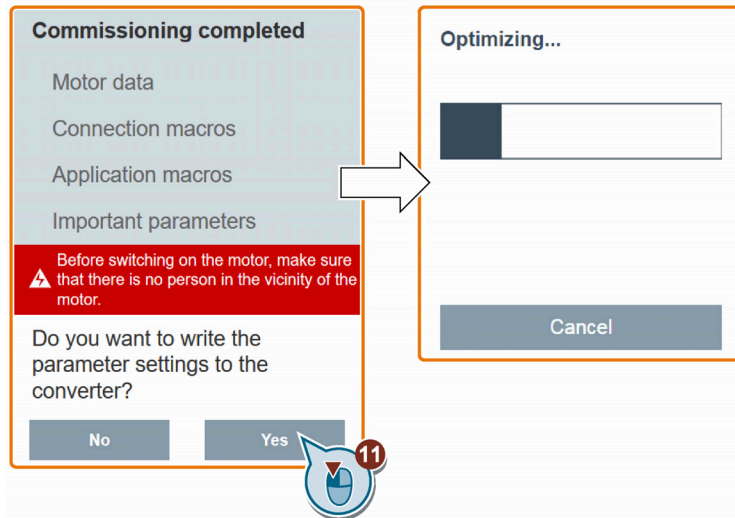 Commissioning completed
Motor data
Connection macros
Application macros
Important parameters
Before switching on the motor, make sure
that there is no person in the vicinity of the
motor.
Do you want to write the
parameter settings to the
converter?
No
Yes
11
Optimizing...
Cancel